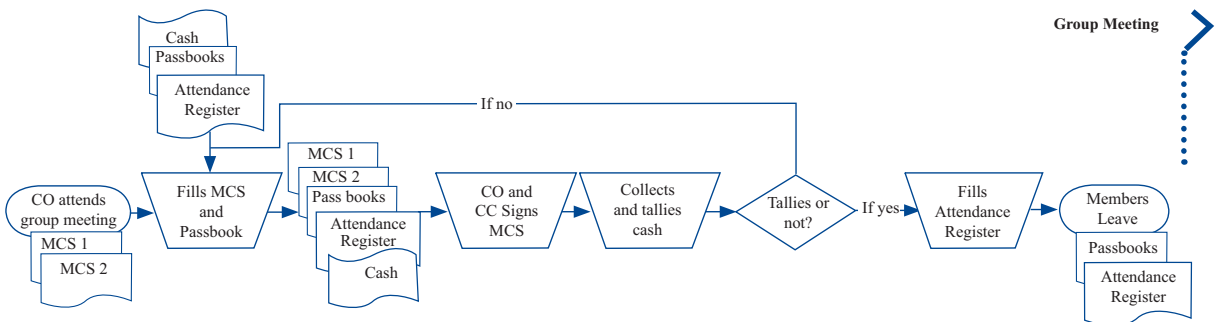 Group Meeting
Cash
Passbooks
Attendance
Register
If no
CO attends
group meeting
MCS 1
MCS 2
Fills MCS
and
Passbook
MCS 1
MCS 2
Pass books
Attendance
Register
Cash
CO and
CC Signs
MCS
Collects
and tallies
cash
Tallies or
not?
If yes
Fills
Attendance
Register
Members
Leave
Passbooks
Attendance
Register